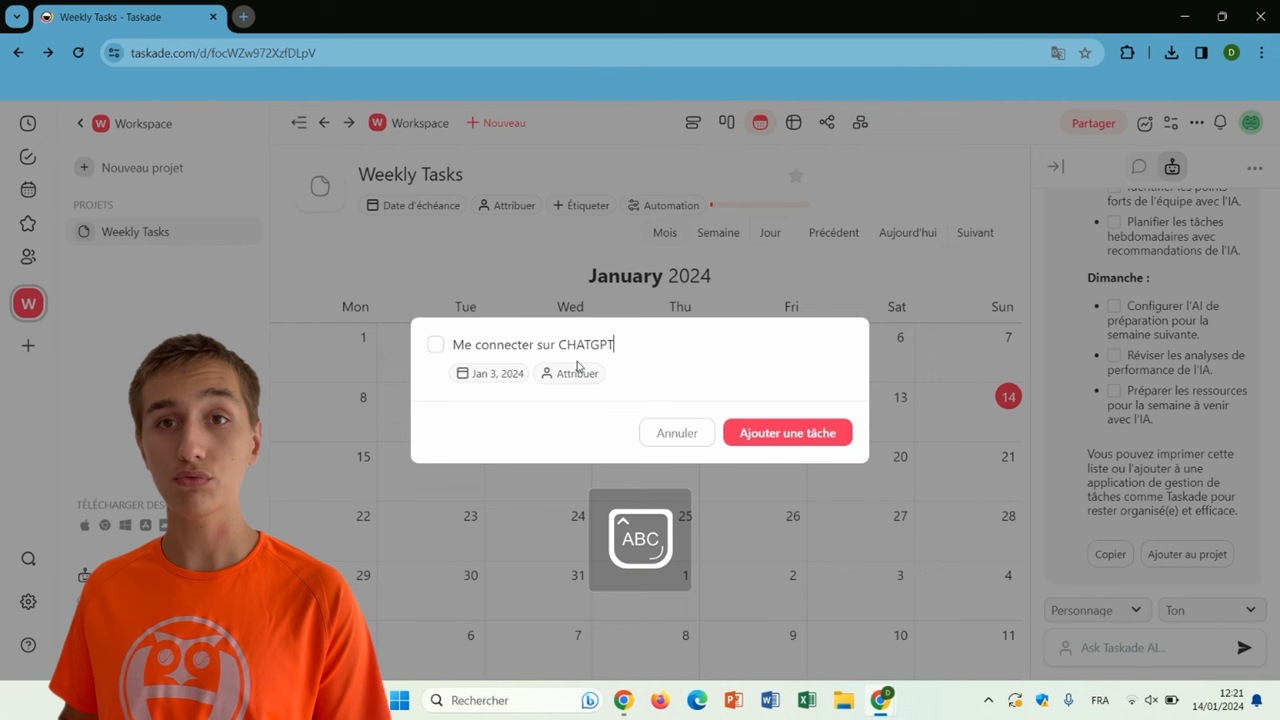 Weekly Tasks - Taskade
taskade.com/d/focWZw972XzfDLpV
Workspace
Workspace
Nouveau
Partager
Nouveau projet
PROJETS
Weekly Tasks
Weekly Tasks
Date d'échéance
Attribuer
Étiqueter
Automation
Mois
Semaine
Jour
Précédent
Aujourd'hui
Suivant
January 2024
Mon Tue Wed Thu Fri Sat Sun
1 6 7
8 13 14
15 20 21
22 23 24 25 26 27 28
29 30 31 1 2 3 4
6 7 8 9 10 11
Me connecter sur CHATGPT
Jan 3, 2024
Attribuer
Annuler
Ajouter une tâche
ABC
TÉLÉCHARGER DES
forts de l'équipe avec l'IA.
Planifier les tâches
hebdomadaires avec
recommandations de l'IA.
Dimanche :
Configurer l'AI de
préparation pour la
semaine suivante.
Réviser les analyses de
performance de l'IA.
Préparer les ressources
pour la semaine à venir
avec l'IA.
Vous pouvez imprimer cette
liste ou l'ajouter à une
application de gestion de
tâches comme Taskade pour
rester organisé(e) et efficace.
Copier
Ajouter au projet
Personnage
Ton
Ask Taskade AI...
Rechercher
FRA
12:21
14/01/2024
W
W
W
D
D